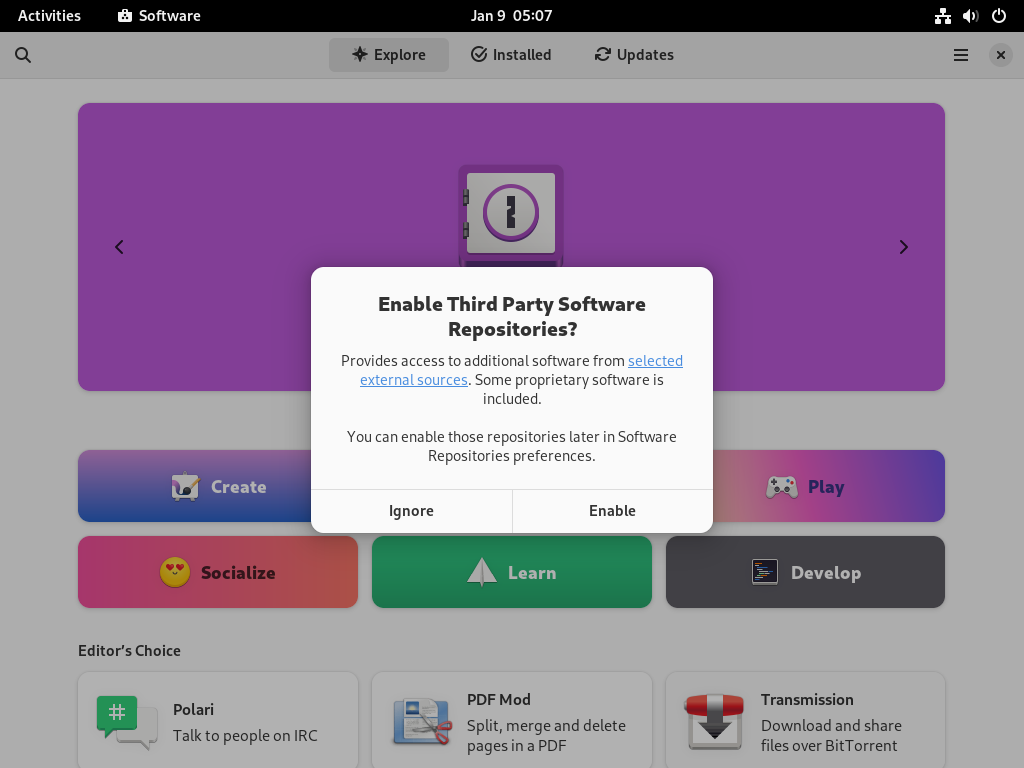 Activities Software Jan 9 05:07
Explore Installed Updates
Enable Third Party Software
Repositories?
Provides access to additional software from selected
external sources. Some proprietary software is
included.
You can enable those repositories later in Software
Repositories preferences.
Ignore Enable
Create Play
Socialize Learn Develop
Editor’s Choice
Polari
Talk to people on IRC
PDF Mod
Split, merge and delete
pages in a PDF
Transmission
Download and share
files over BitTorrent